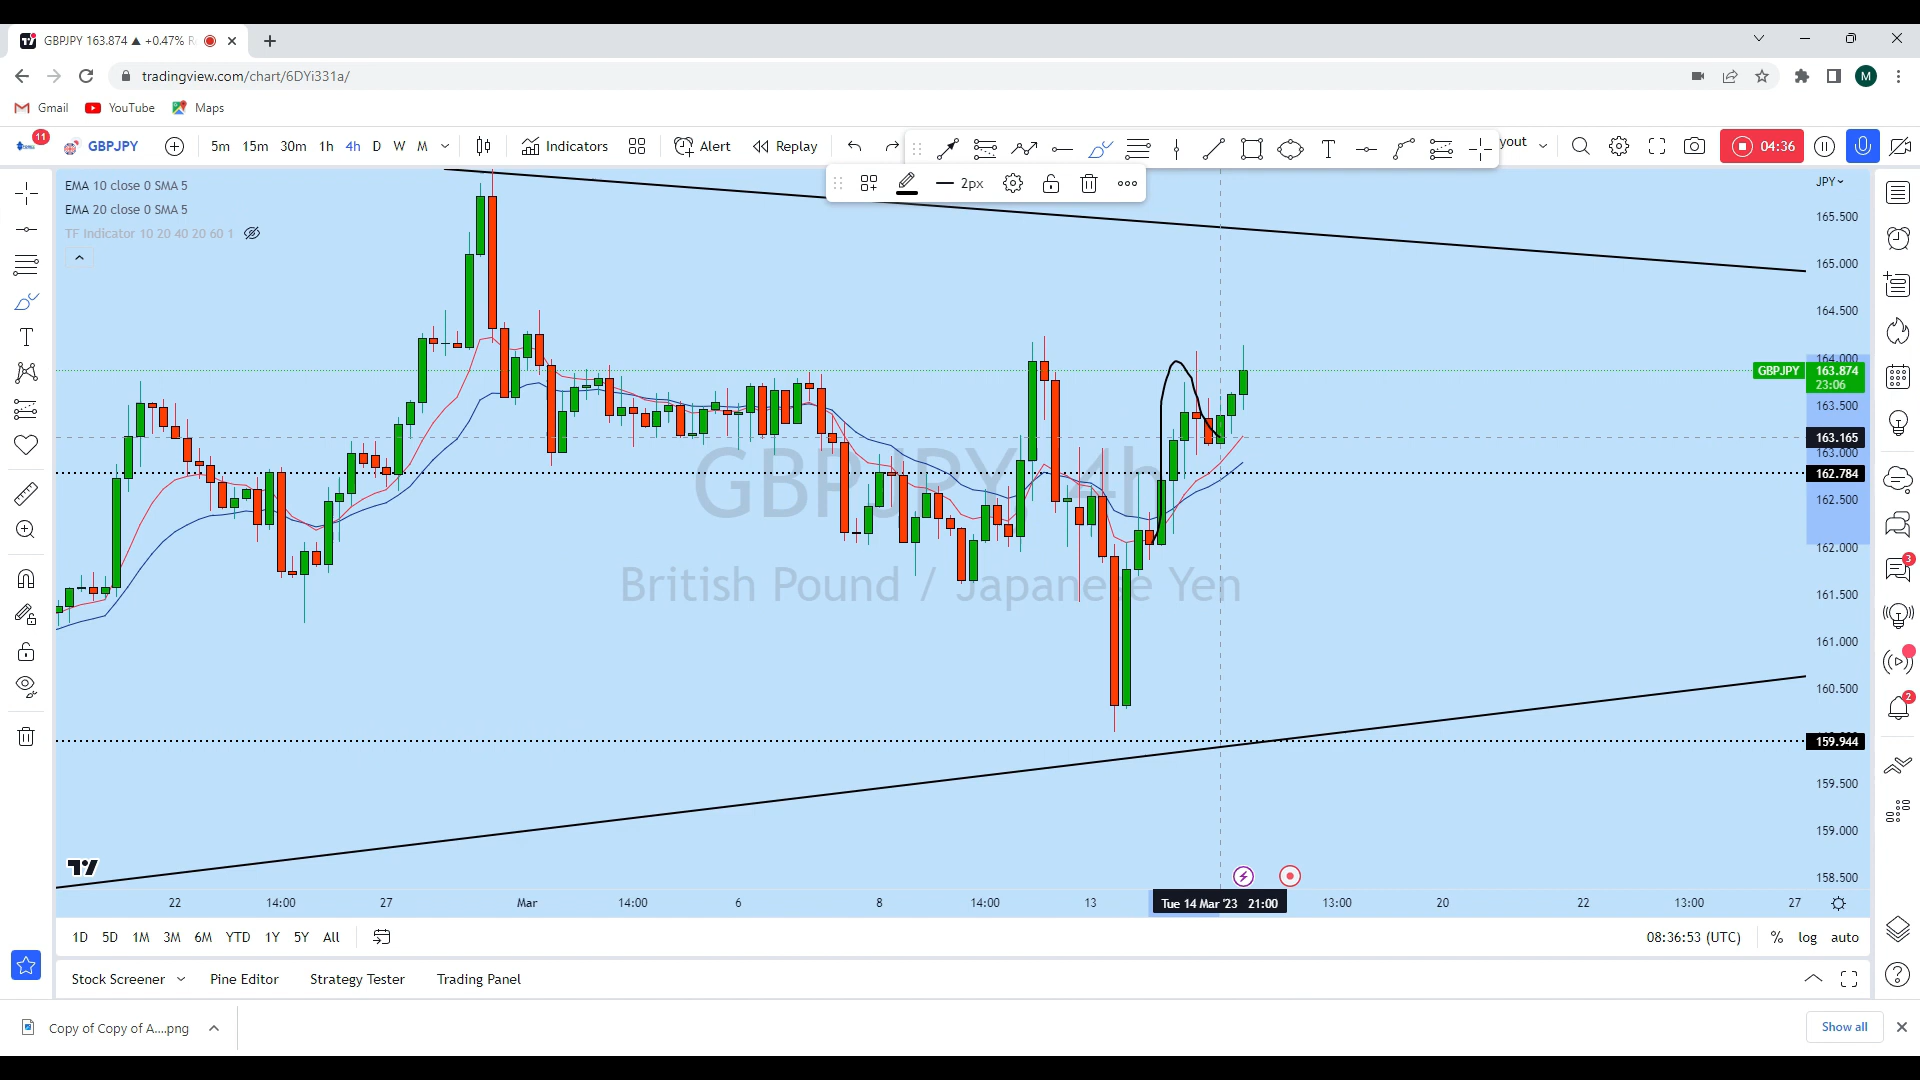 GBPJPY 163.874 ▲ +0.47% R
tradingview.com/chart/6DYi331a/
M
Gmail YouTube Maps
11 GBPJPY 5m 15m 30m 1h 4h D W M Indicators Alert Replay yout 04:36
2px
EMA 10 close 0 SMA 5
EMA 20 close 0 SMA 5
TF Indicator 10 20 40 20 60 1
JPY
165.500
165.000
164.500
164.000
GBPJPY 163.874
23:06
163.500
163.165
163.000
162.784
162.500
162.000
161.500
161.000
160.500
159.944
159.500
159.000
158.500
GBPJPY, 4h
British Pound / Japanese Yen
3
2
22 14:00 27 Mar 14:00 6 8 14:00 13 Tue 14 Mar '23 21:00 13:00 20 22 13:00 27
1D 5D 1M 3M 6M YTD 1Y 5Y All 08:36:53 (UTC) % log auto
Stock Screener Pine Editor Strategy Tester Trading Panel
Copy of Copy of A....png Show all